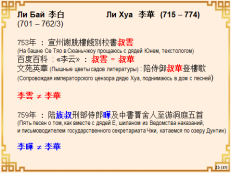 Ли Бай 李白
(701 – 762/3)
Ли Хуа 李華 (715 – 774)
753年 : 宣州謝脁樓餞別校書叔雲
(На башне Се Тяо в Сюаньчжоу прощаюсь с дядей Юнем, текстологом)
百度百科 : «李云» : 叔雲 = 叔華
文苑英華 (Пышные цветы садов литературы) : 陪侍御叔華登樓歌
(Сопровождая императорского цензора дядю Хуа, поднимаюсь в дом с песней)
李雲 ≠ 李華
759年 : 陪族叔刑部侍郎曄及中書賈舍人至遊洞庭五首
(Пять песен о том, как вместе с дядей Е, шиланом из Ведомства наказаний,
и письмоводителем государственного секретариата Чжи, катаемся по озеру Дунтин)
李曄 ≠ 李華